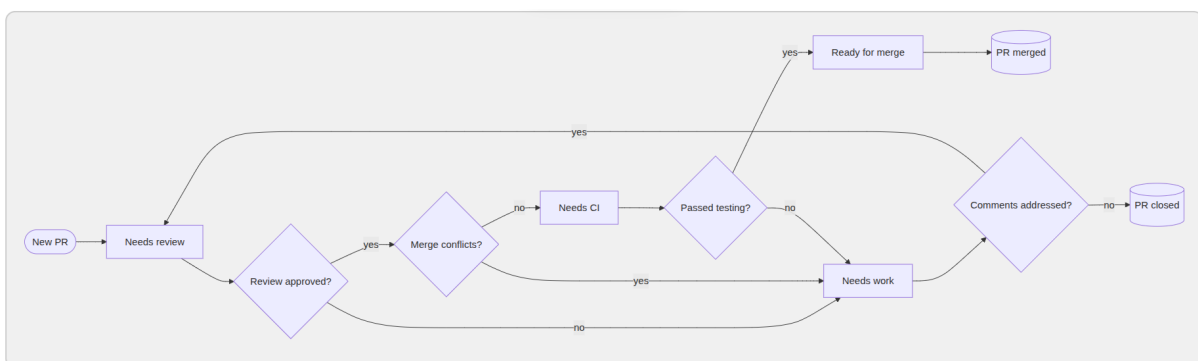 yes
Ready for merge
PR merged
yes
New PR
Needs review
Review approved?
yes
Merge conflicts?
no
Needs CI
Passed testing?
no
yes
Needs work
no
Comments addressed?
no
PR closed